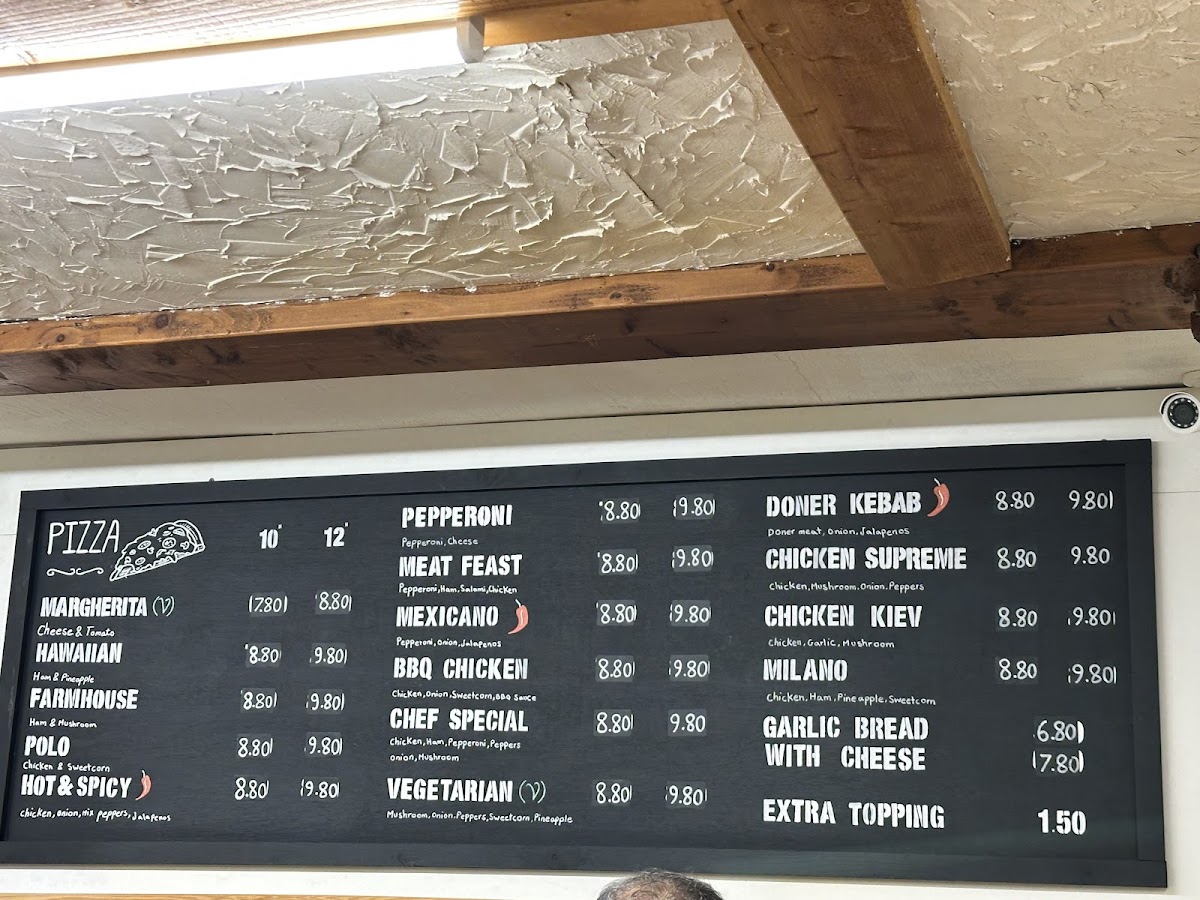 PIZZA 10" 12"
MARGHERITA (V) 7.80 8.80
Cheese & Tomato
HAWAIIAN 8.80 9.80
Ham & Pineapple
FARMHOUSE 8.80 9.80
Ham & Mushroom
POLO 8.80 9.80
Chicken & Sweetcorn
HOT & SPICY 8.80 9.80
chicken, onion, mix peppers, Jalapenos
PEPPERONI 8.80 9.80
Pepperoni, Cheese
MEAT FEAST 8.80 9.80
Pepperoni, Ham, Salami, Chicken
MEXICANO 8.80 9.80
Pepperoni, Onion, Jalapenos
BBQ CHICKEN 8.80 9.80
Chicken, Onion, Sweetcorn, BBQ Sauce
CHEF SPECIAL 8.80 9.80
Chicken, Ham, Pepperoni, Peppers
onion, Mushroom
VEGETARIAN (V) 8.80 9.80
Mushroom, Onion, Peppers, Sweetcorn, Pineapple
DONER KEBAB 8.80 9.80
Doner meat, Onion, Jalapenos
CHICKEN SUPREME 8.80 9.80
Chicken, Mushroom, Onion, Peppers
CHICKEN KIEV 8.80 9.80
Chicken, Garlic, Mushroom
MILANO 8.80 9.80
Chicken, Ham, Pineapple, Sweetcorn
GARLIC BREAD 6.80
WITH CHEESE 7.80
EXTRA TOPPING 1.50